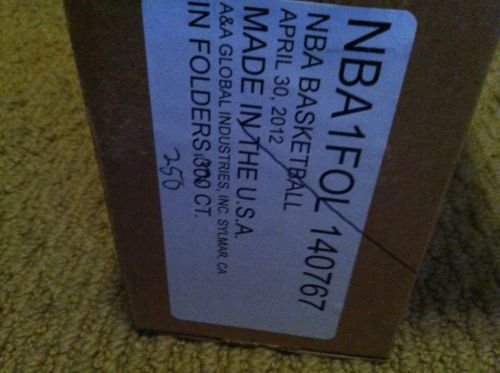 NBA1FOL 140767
NBA BASKETBALL
APRIL 30, 2012
MADE IN THE U.S.A.
A&A GLOBAL INDUSTRIES, INC. SYLMAR, CA
IN FOLDERS/300 CT.
250